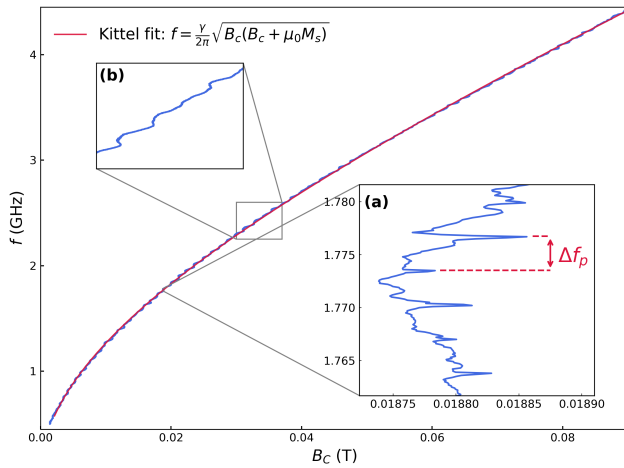 Kittel fit: f = γ/2π √B_c(B_c + μ₀M_s)
(b)
(a)
Δf_p
f (GHz)
4
3
2
1
1.780
1.775
1.770
1.765
0.01875 0.01880 0.01885 0.01890
0.00 0.02 0.04 0.06 0.08
B_C (T)